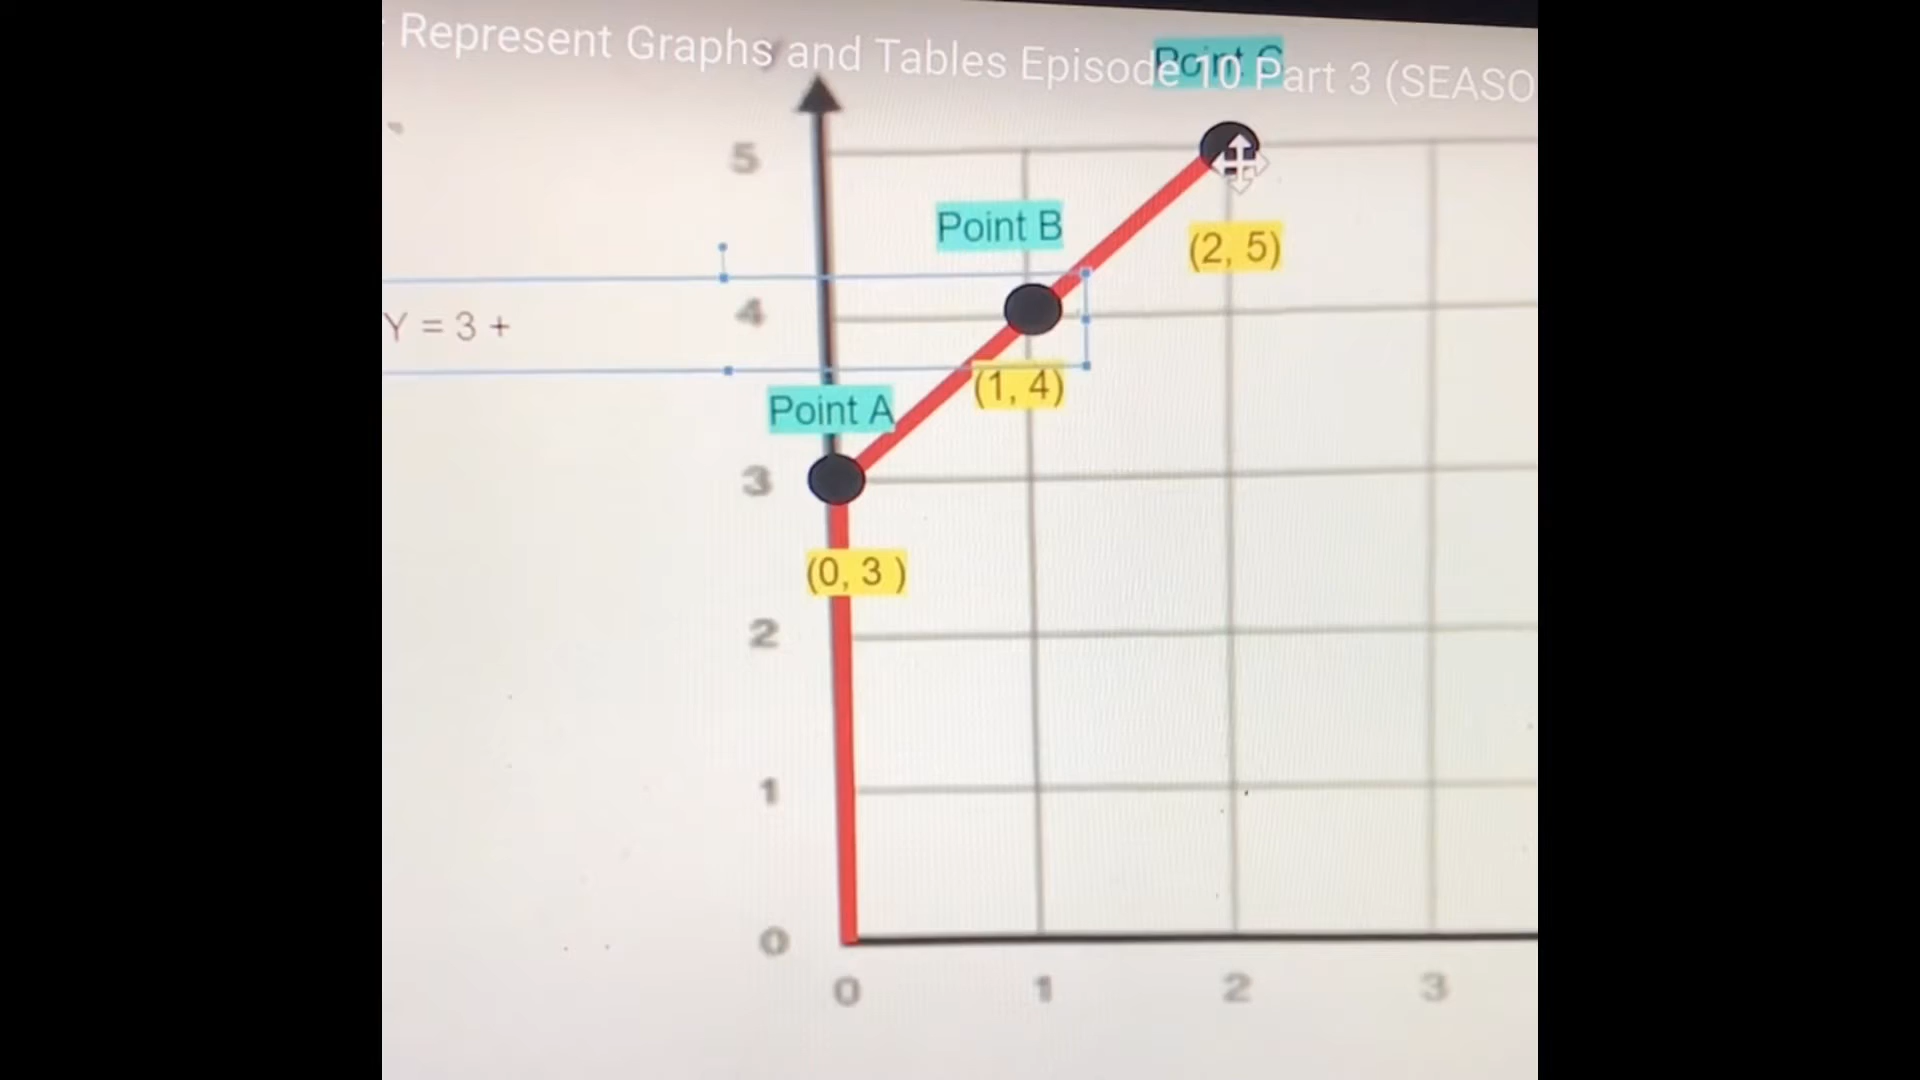 Represent Graphs and Tables Episode 10 Part 3 (SEASO
Point C
5
Point B
(2, 5)
4
Y = 3 +
(1, 4)
Point A
3
(0, 3 )
2
1
0
0 1 2 3